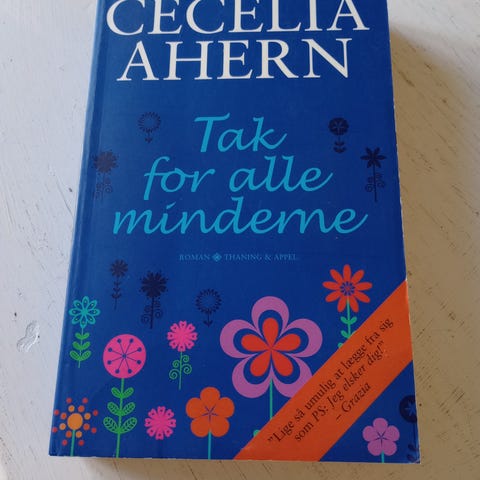 CECELIA
AHERN
Tak
for alle
minderne
ROMAN ❖ THANING & APPEL
"Lige så umulig at lægge fra sig
som PS: Jeg elsker dig!"
– Grazia